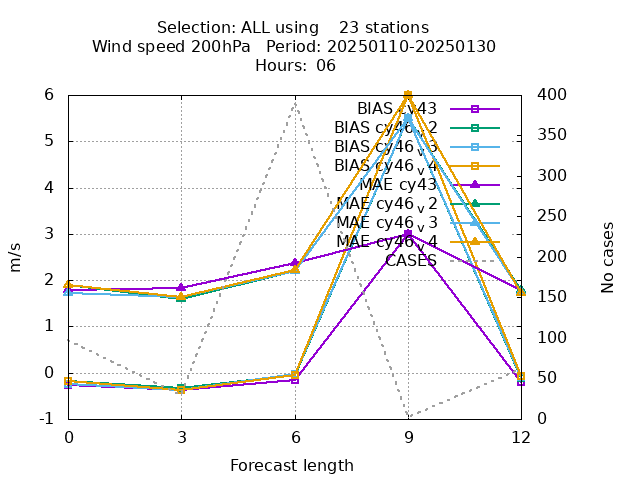 Selection: ALL using    23 stations
Wind speed 200hPa   Period: 20250110-20250130
Hours:  06
6
5
4
3
2
1
0
-1
m/s
400
350
300
250
200
150
100
50
0
No cases
BIAS cy43
BIAS cy46v2
BIAS cy46v3
BIAS cy46v4
MAE cy43
MAE cy46v2
MAE cy46v3
MAE cy46v4
CASES
0 3 6 9 12
Forecast length